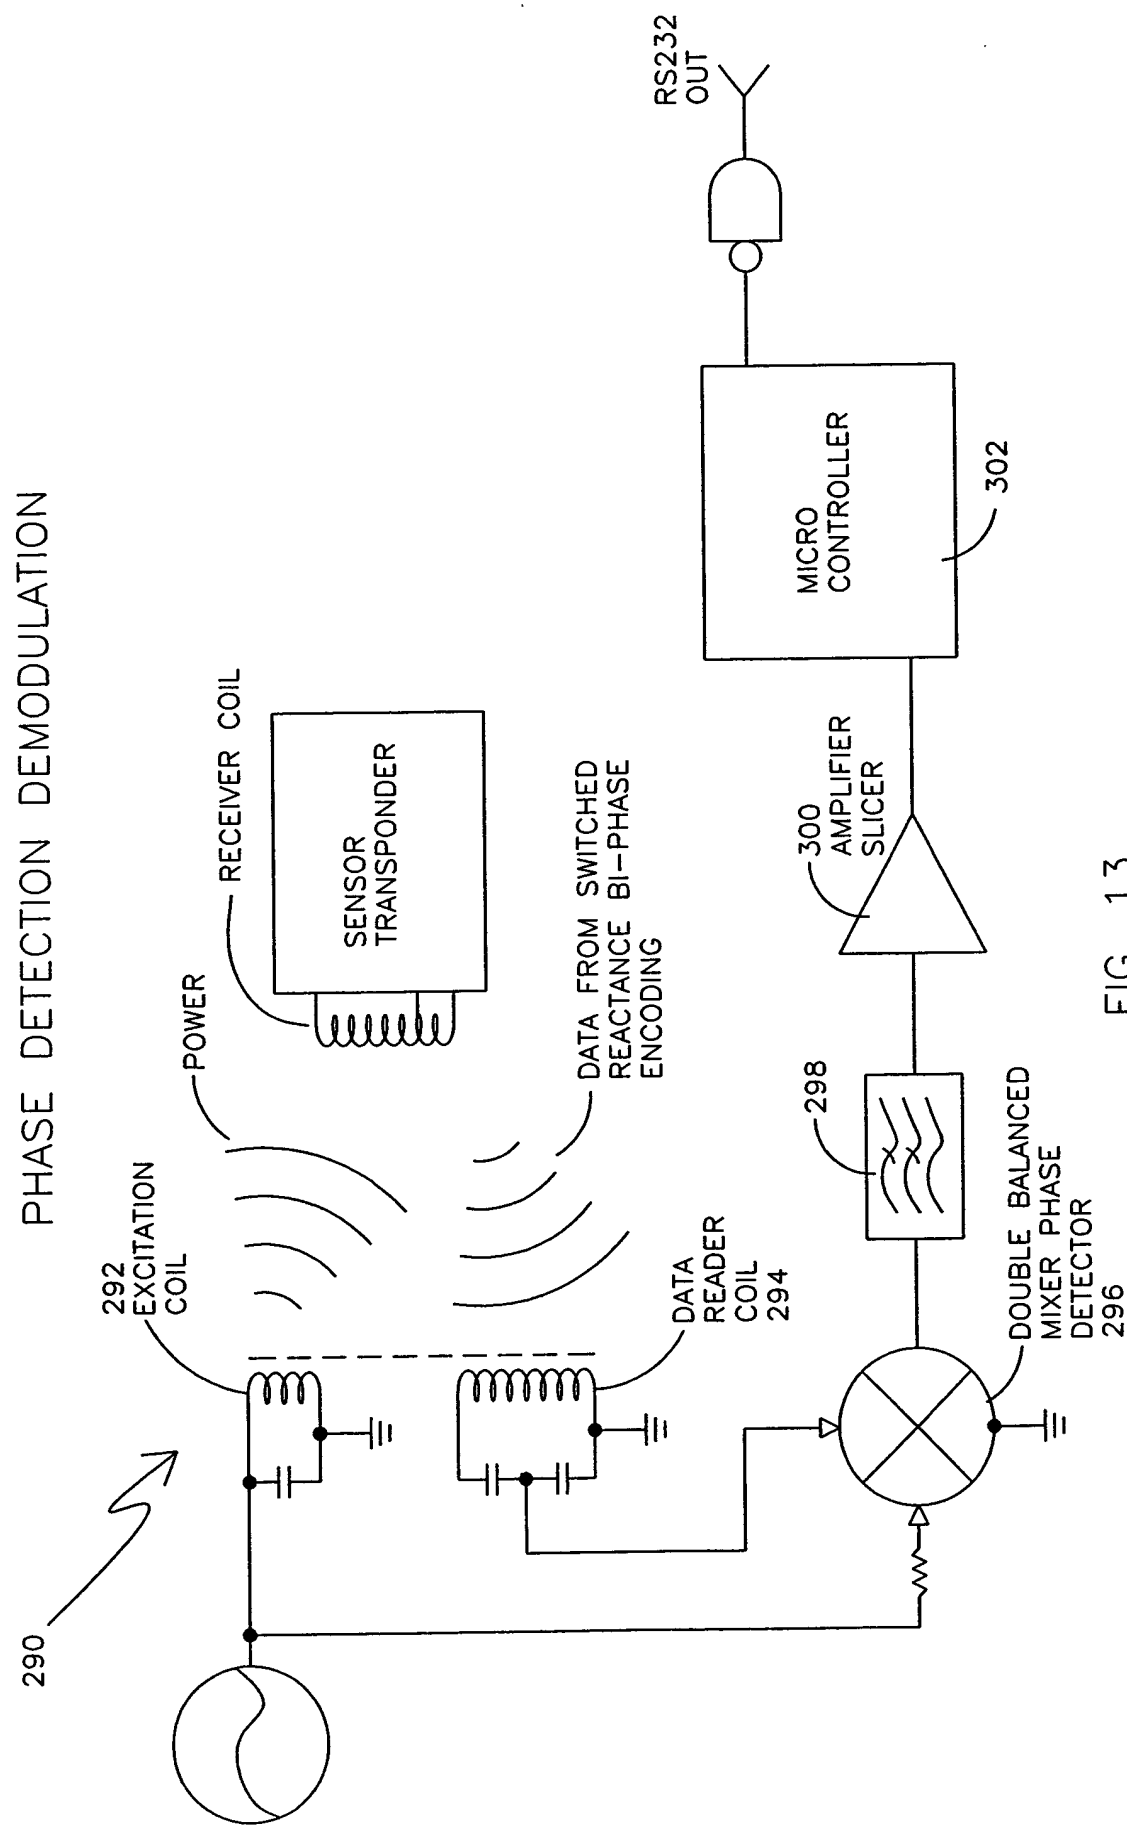 PHASE DETECTION DEMODULATION
290
292
EXCITATION
COIL
POWER
RECEIVER COIL
SENSOR
TRANSPONDER
DATA
READER
COIL
294
DATA FROM SWITCHED
REACTANCE BI-PHASE
ENCODING
RS232
OUT
298
300
AMPLIFIER
SLICER
MICRO
CONTROLLER
302
DOUBLE BALANCED
MIXER PHASE
DETECTOR
296
FIG. 13